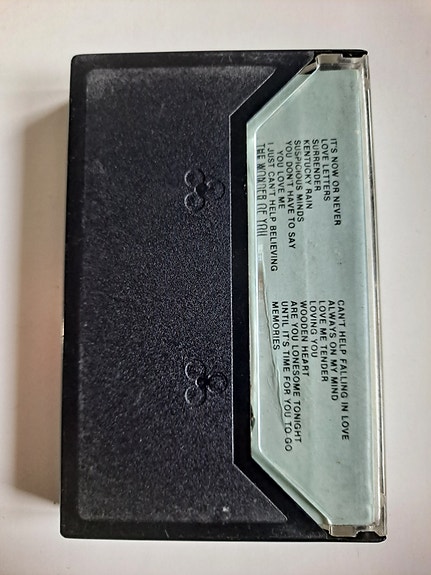 IT'S NOW OR NEVER
LOVE LETTERS
SURRENDER
KENTUCKY RAIN
SUSPICIOUS MINDS
YOU DON'T HAVE TO SAY
YOU LOVE ME
I JUST CAN'T HELP BELIEVING
THE WONDER OF YOU
CAN'T HELP FALLING IN LOVE
ALWAYS ON MY MIND
LOVE ME TENDER
LOVING YOU
WOODEN HEART
ARE YOU LONESOME TONIGHT
UNTIL IT'S TIME FOR YOU TO GO
MEMORIES